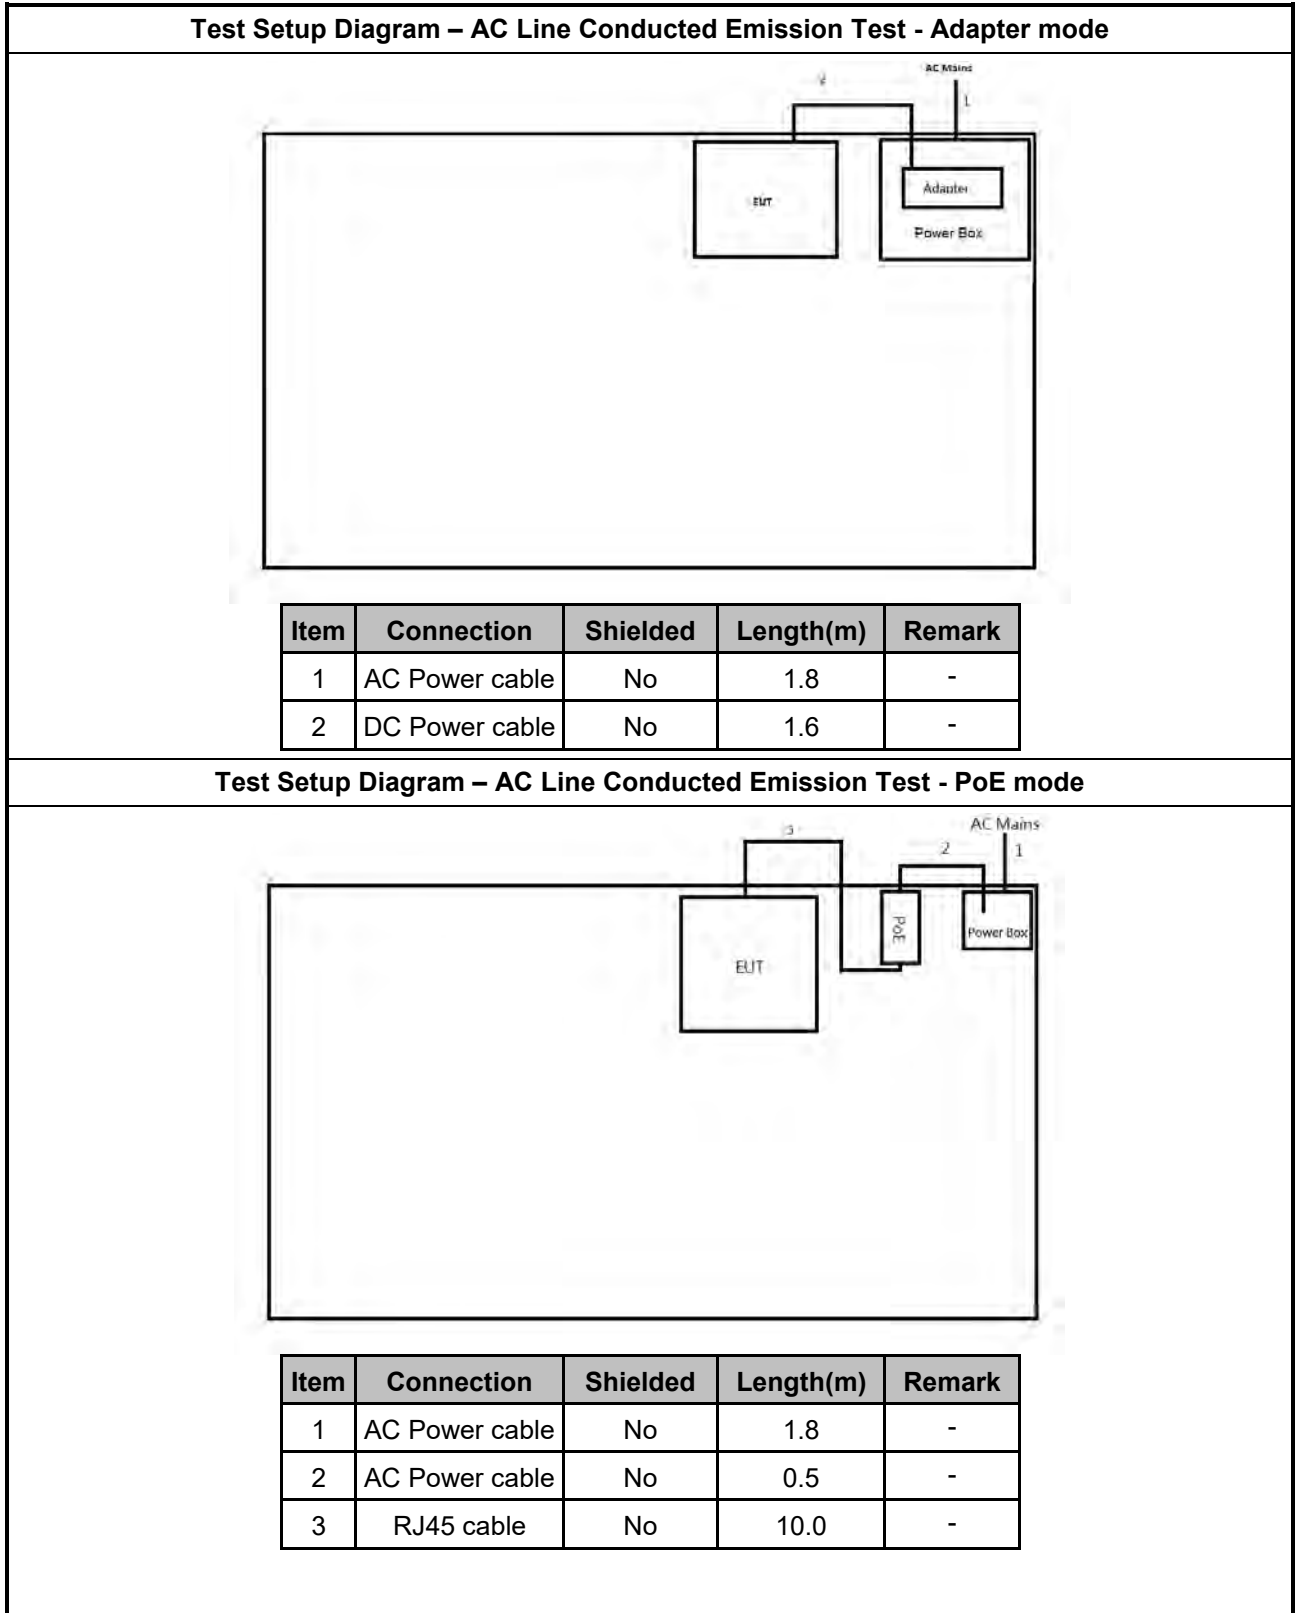 Test Setup Diagram – AC Line Conducted Emission Test - Adapter mode
AC Mains
2
1
EUT
Adapter
Power Box
Item Connection Shielded Length(m) Remark
1 AC Power cable No 1.8 -
2 DC Power cable No 1.6 -
Test Setup Diagram – AC Line Conducted Emission Test - PoE mode
AC Mains
3
2
1
PoE
Power Box
EUT
Item Connection Shielded Length(m) Remark
1 AC Power cable No 1.8 -
2 AC Power cable No 0.5 -
3 RJ45 cable No 10.0 -